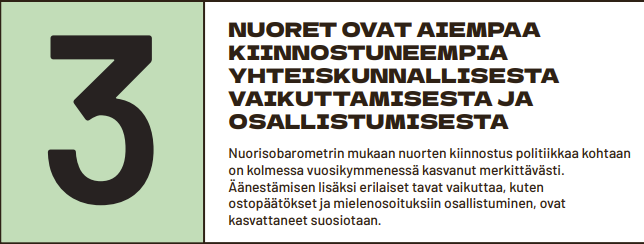 3
NUORET OVAT AIEMPAA
KIINNOSTUNEEMPIA
YHTEISKUNNALLISESTA
VAIKUTTAMISESTA JA
OSALLISTUMISESTA
Nuorisobarometrin mukaan nuorten kiinnostus politiikkaa kohtaan
on kolmessa vuosikymmenessä kasvanut merkittävästi.
Äänestämisen lisäksi erilaiset tavat vaikuttaa, kuten
ostopäätökset ja mielenosoituksiin osallistuminen, ovat
kasvattaneet suosiotaan.